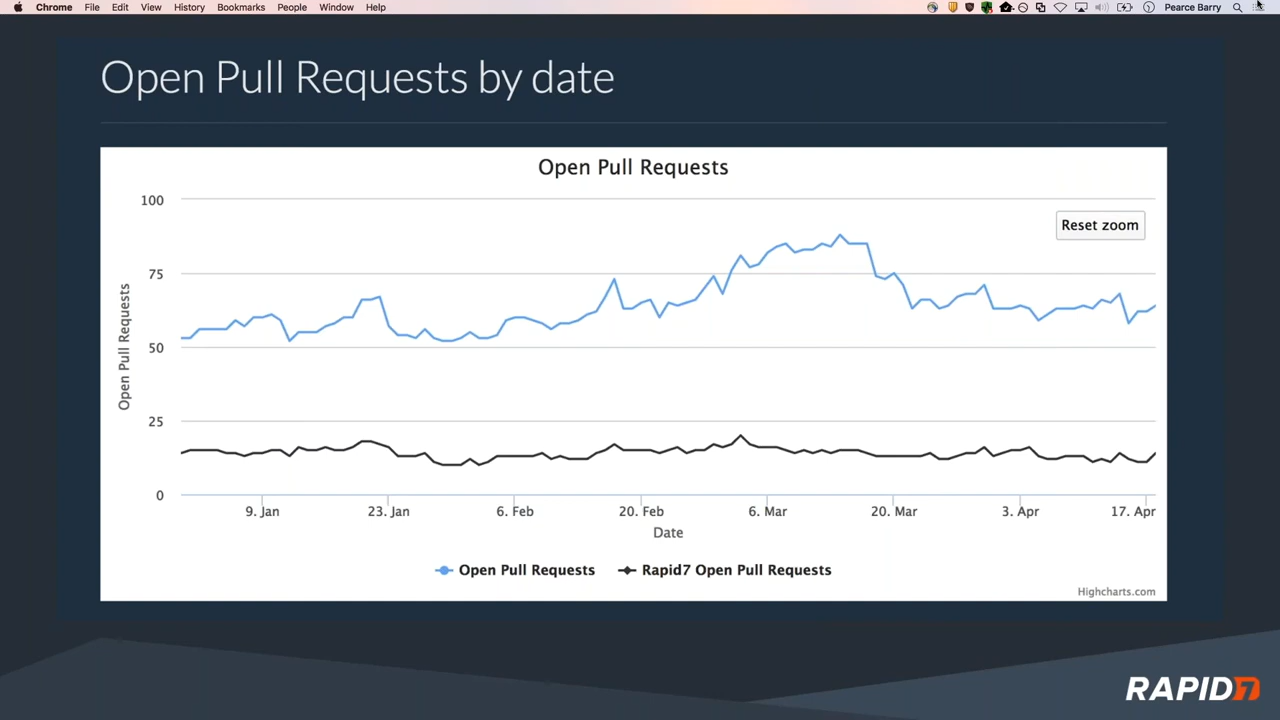 Chrome File Edit View History Bookmarks People Window Help Pearce Barry
Open Pull Requests by date
Open Pull Requests
Reset zoom
100
75
50
25
0
Open Pull Requests
9. Jan 23. Jan 6. Feb 20. Feb 6. Mar 20. Mar 3. Apr 17. Apr
Date
Open Pull Requests Rapid7 Open Pull Requests
Highcharts.com
RAPID7